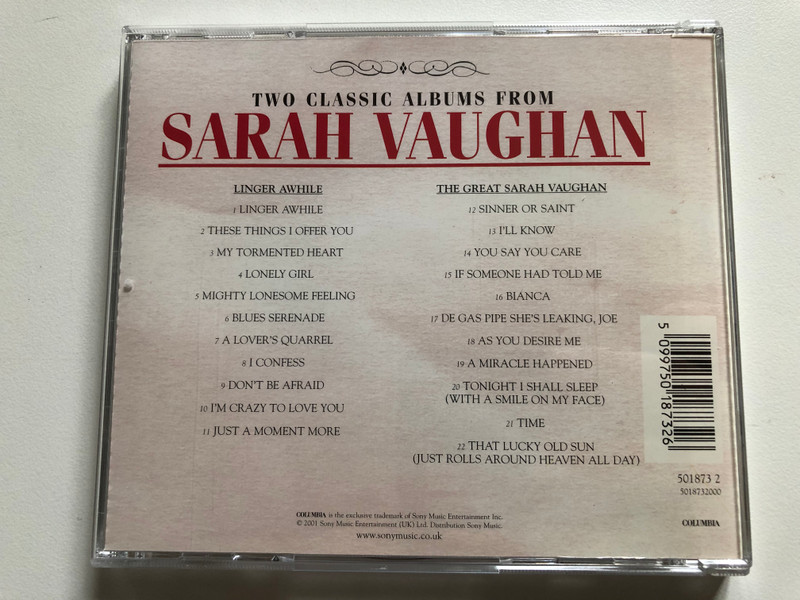 TWO CLASSIC ALBUMS FROM
SARAH VAUGHAN
LINGER AWHILE
1 LINGER AWHILE
2 THESE THINGS I OFFER YOU
3 MY TORMENTED HEART
4 LONELY GIRL
5 MIGHTY LONESOME FEELING
6 BLUES SERENADE
7 A LOVER'S QUARREL
8 I CONFESS
9 DON'T BE AFRAID
10 I'M CRAZY TO LOVE YOU
11 JUST A MOMENT MORE
THE GREAT SARAH VAUGHAN
12 SINNER OR SAINT
13 I'LL KNOW
14 YOU SAY YOU CARE
15 IF SOMEONE HAD TOLD ME
16 BIANCA
17 DE GAS PIPE SHE'S LEAKING, JOE
18 AS YOU DESIRE ME
19 A MIRACLE HAPPENED
20 TONIGHT I SHALL SLEEP
(WITH A SMILE ON MY FACE)
21 TIME
22 THAT LUCKY OLD SUN
(JUST ROLLS AROUND HEAVEN ALL DAY)
5 099750 187326
501873 2
5018732000
COLUMBIA is the exclusive trademark of Sony Music Entertainment Inc.
© 2001 Sony Music Entertainment (UK) Ltd. Distribution Sony Music.
www.sonymusic.co.uk
COLUMBIA